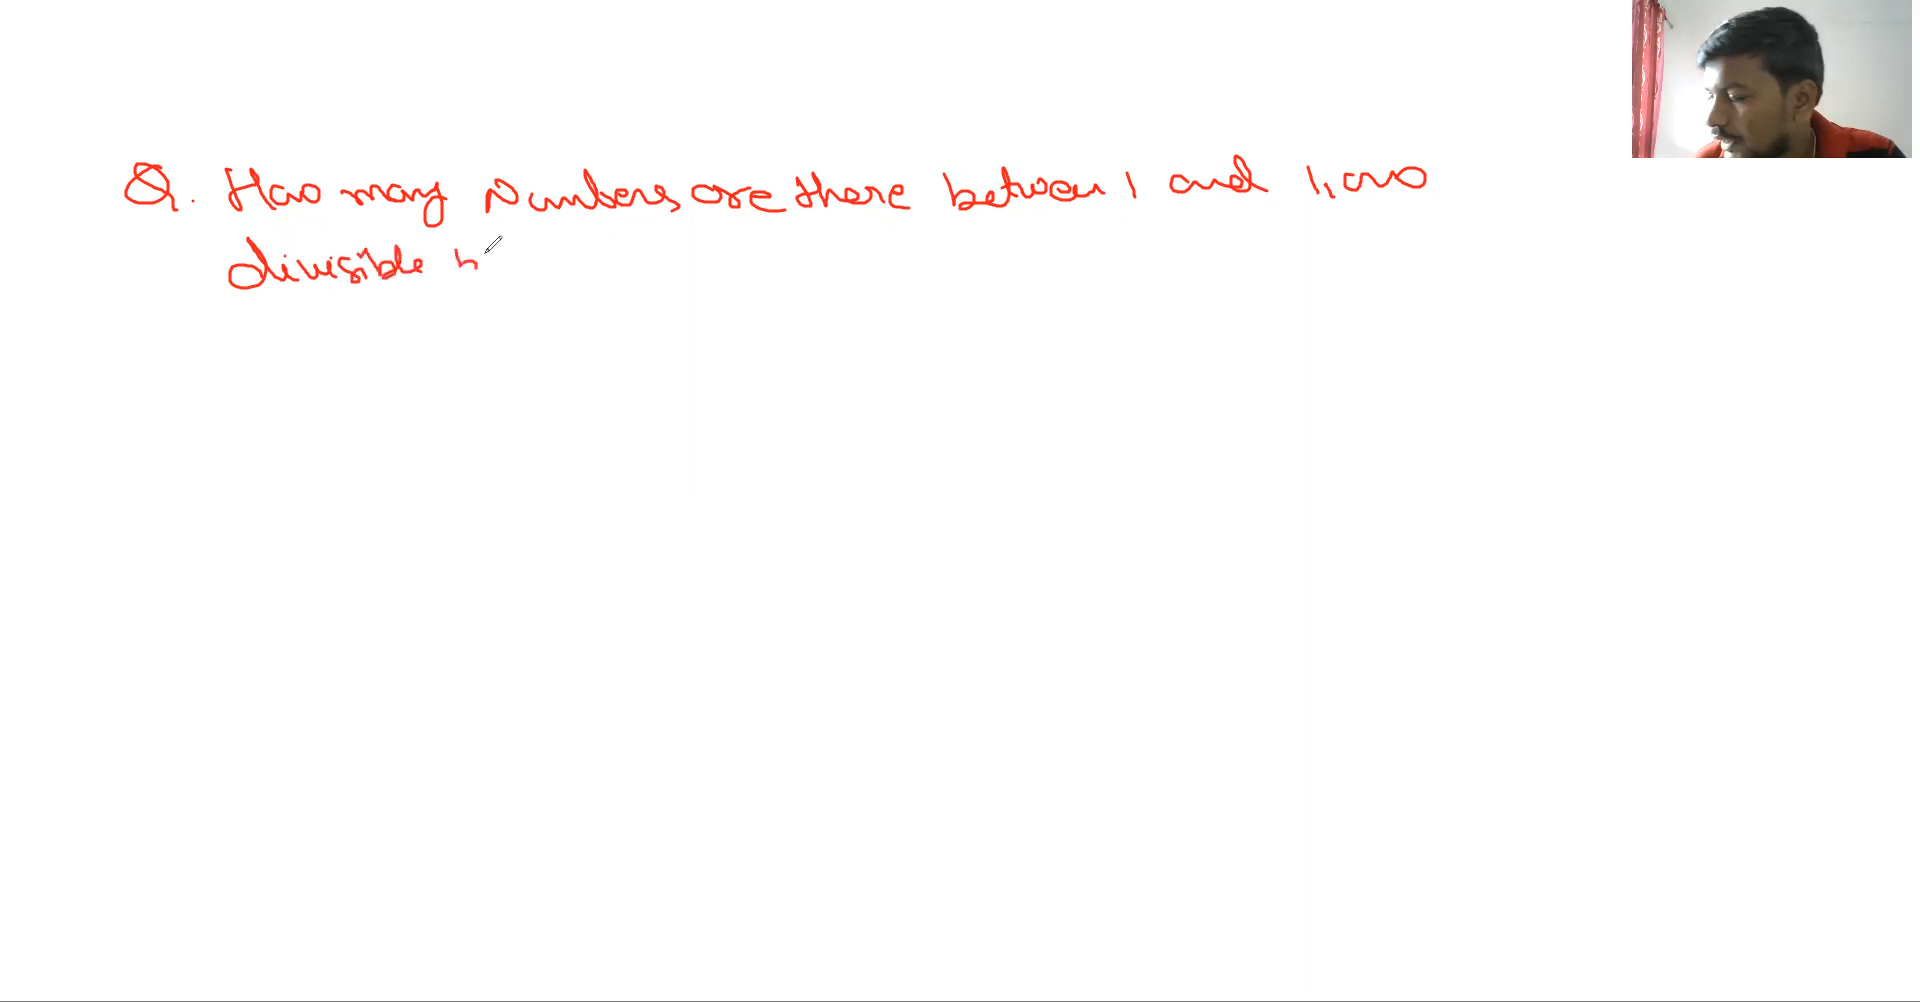 Q. How many Numbers are there between 1 and 1,000
divisible